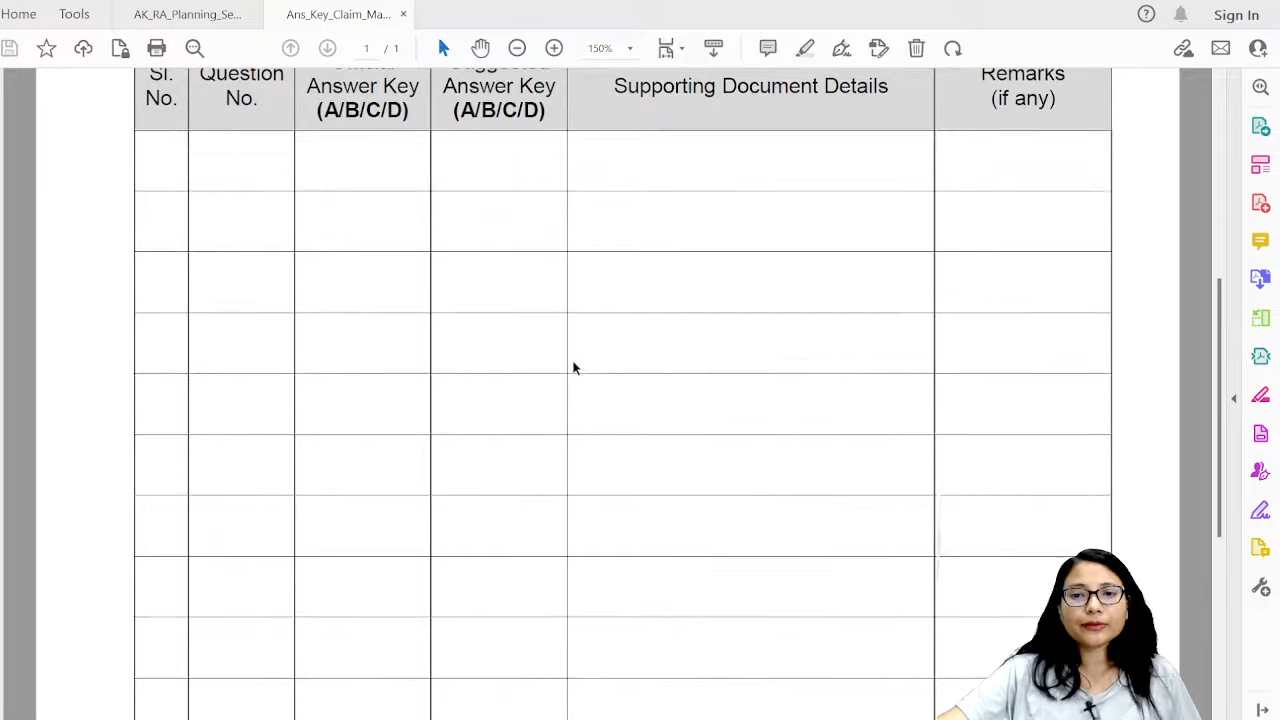 Home
Tools
AK_RA_Planning_Se...
Ans_Key_Claim_Ma...
×
?
Sign In
1 / 1
150%
Sl.
No.
Question
No.
Answer Key
(A/B/C/D)
Suggested
Answer Key
(A/B/C/D)
Supporting Document Details
Remarks
(if any)